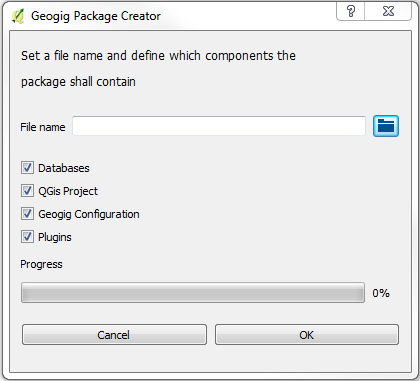 Geogig Package Creator
?
Set a file name and define which components the
package shall contain
File name
Databases
QGis Project
Geogig Configuration
Plugins
Progress
0%
Cancel
OK